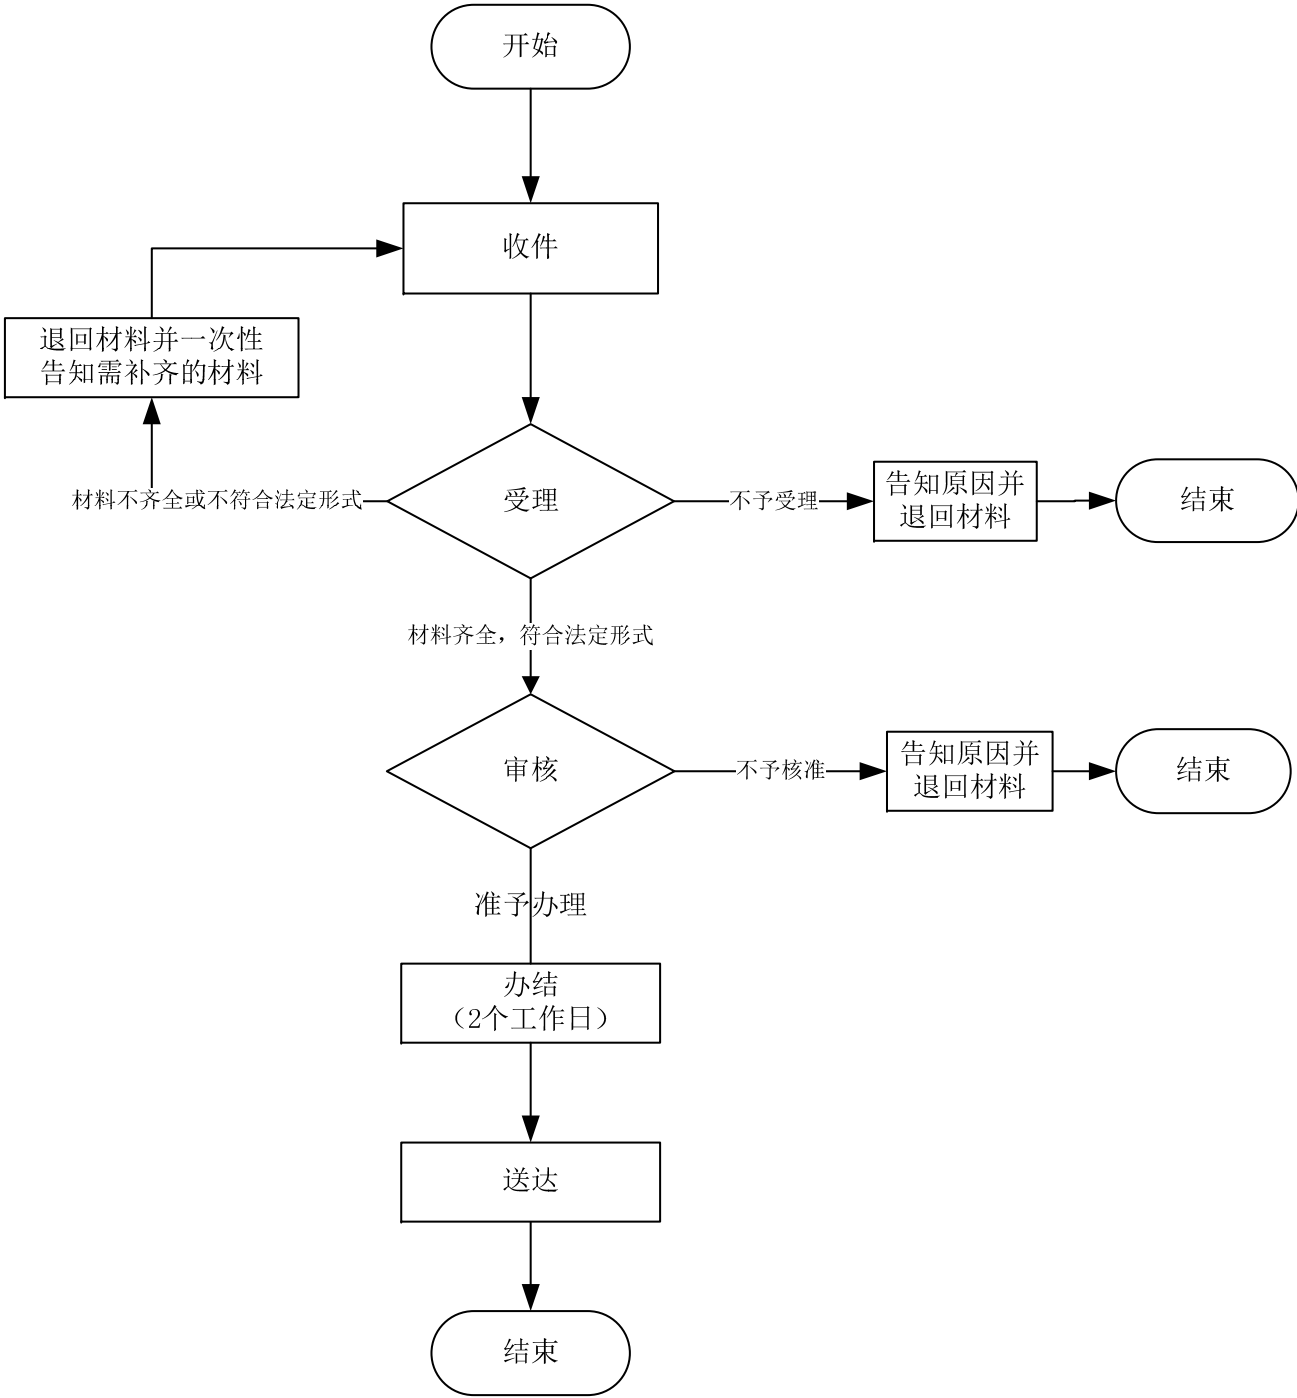 开始
收件
退回材料并一次性
告知需补齐的材料
材料不齐全或不符合法定形式
受理
不予受理
告知原因并
退回材料
结束
材料齐全，符合法定形式
审核
不予核准
告知原因并
退回材料
结束
准予办理
办结
（2个工作日）
送达
结束